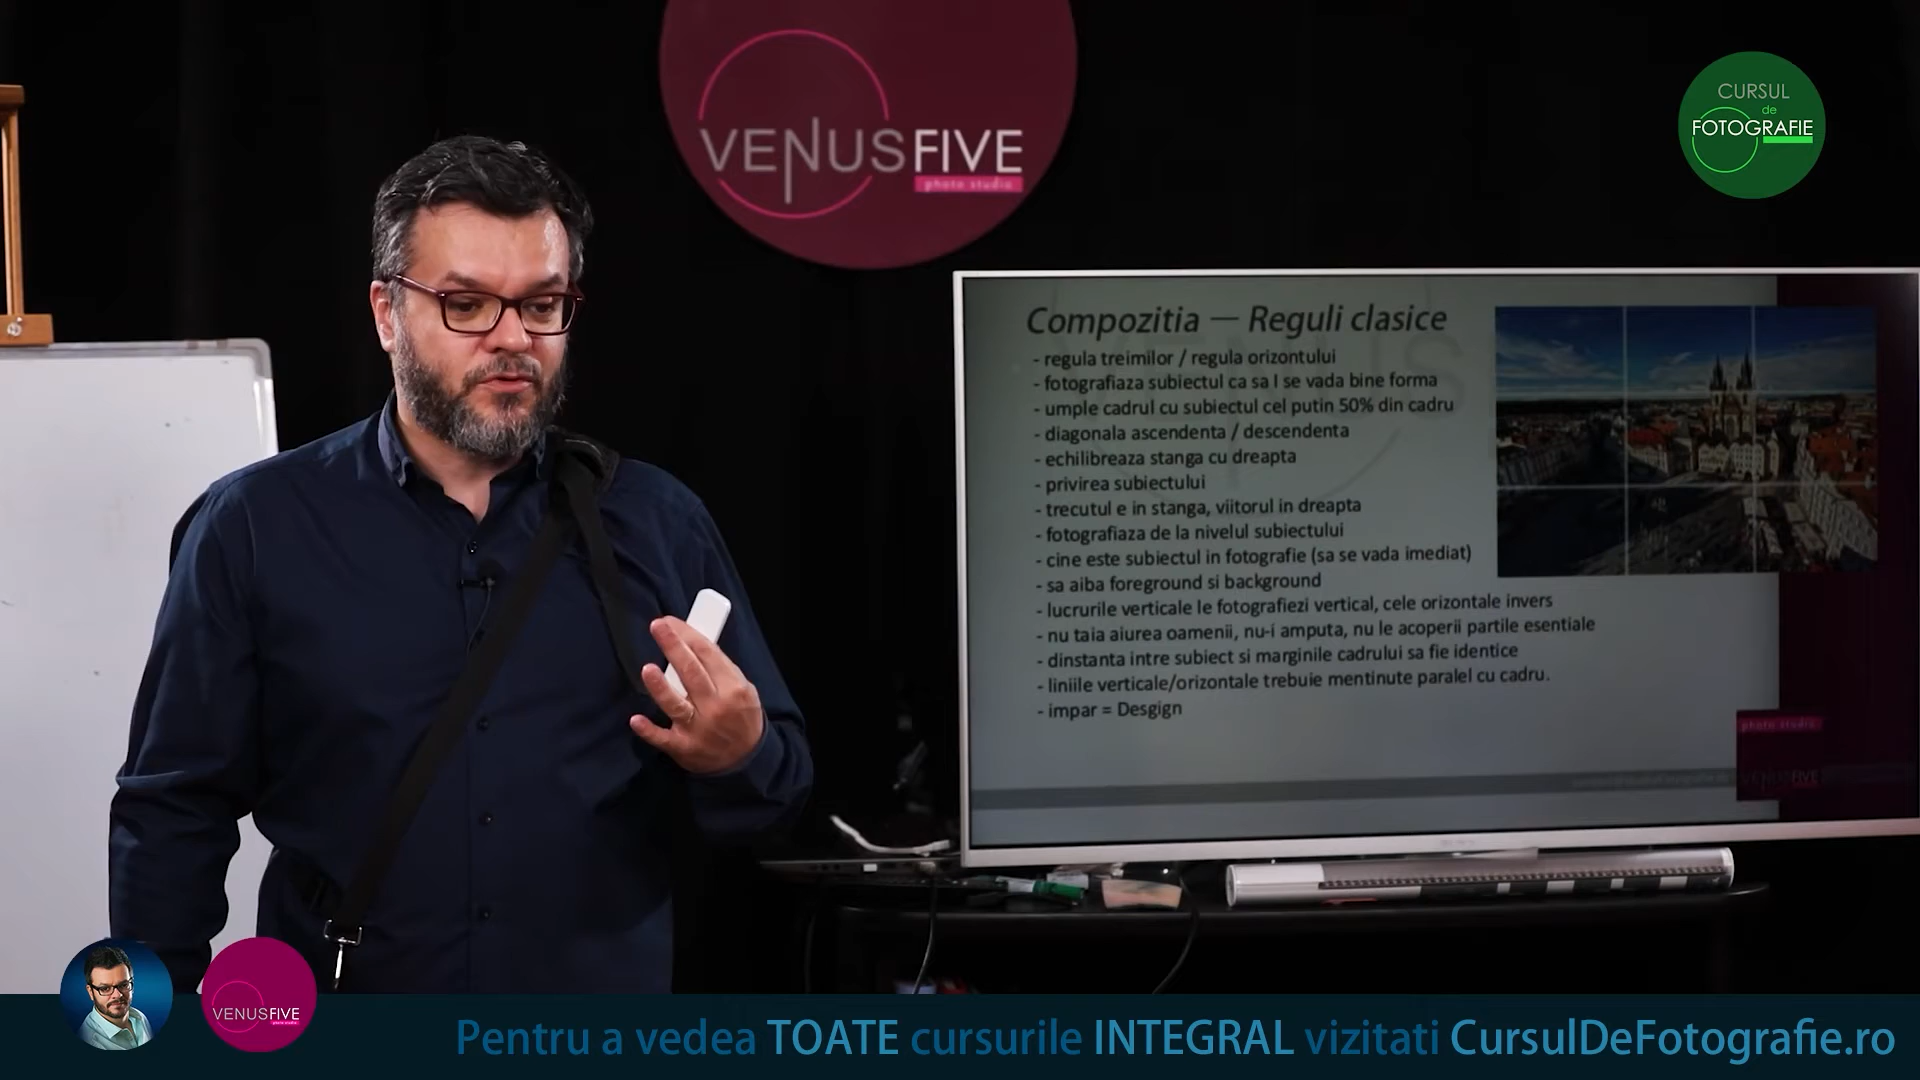 VENUSFIVE
photo studio
CURSUL
de
FOTOGRAFIE
Compozitia — Reguli clasice
- regula treimilor / regula orizontului
- fotografiaza subiectul ca sa l se vada bine forma
- umple cadrul cu subiectul cel putin 50% din cadru
- diagonala ascendenta / descendenta
- echilibreaza stanga cu dreapta
- privirea subiectului
- trecutul e in stanga, viitorul in dreapta
- fotografiaza de la nivelul subiectului
- cine este subiectul in fotografie (sa se vada imediat)
- sa aiba foreground si background
- lucrurile verticale le fotografiezi vertical, cele orizontale invers
- nu taia aiurea oamenii, nu-i amputa, nu le acoperii partile esentiale
- dinstanta intre subiect si marginile cadrului sa fie identice
- liniile verticale/orizontale trebuie mentinute paralel cu cadru.
- impar = Desgign
photo studio
VENUSFIVE
VENUSFIVE
photo studio
Pentru a vedea TOATE cursurile INTEGRAL vizitati CursulDeFotografie.ro